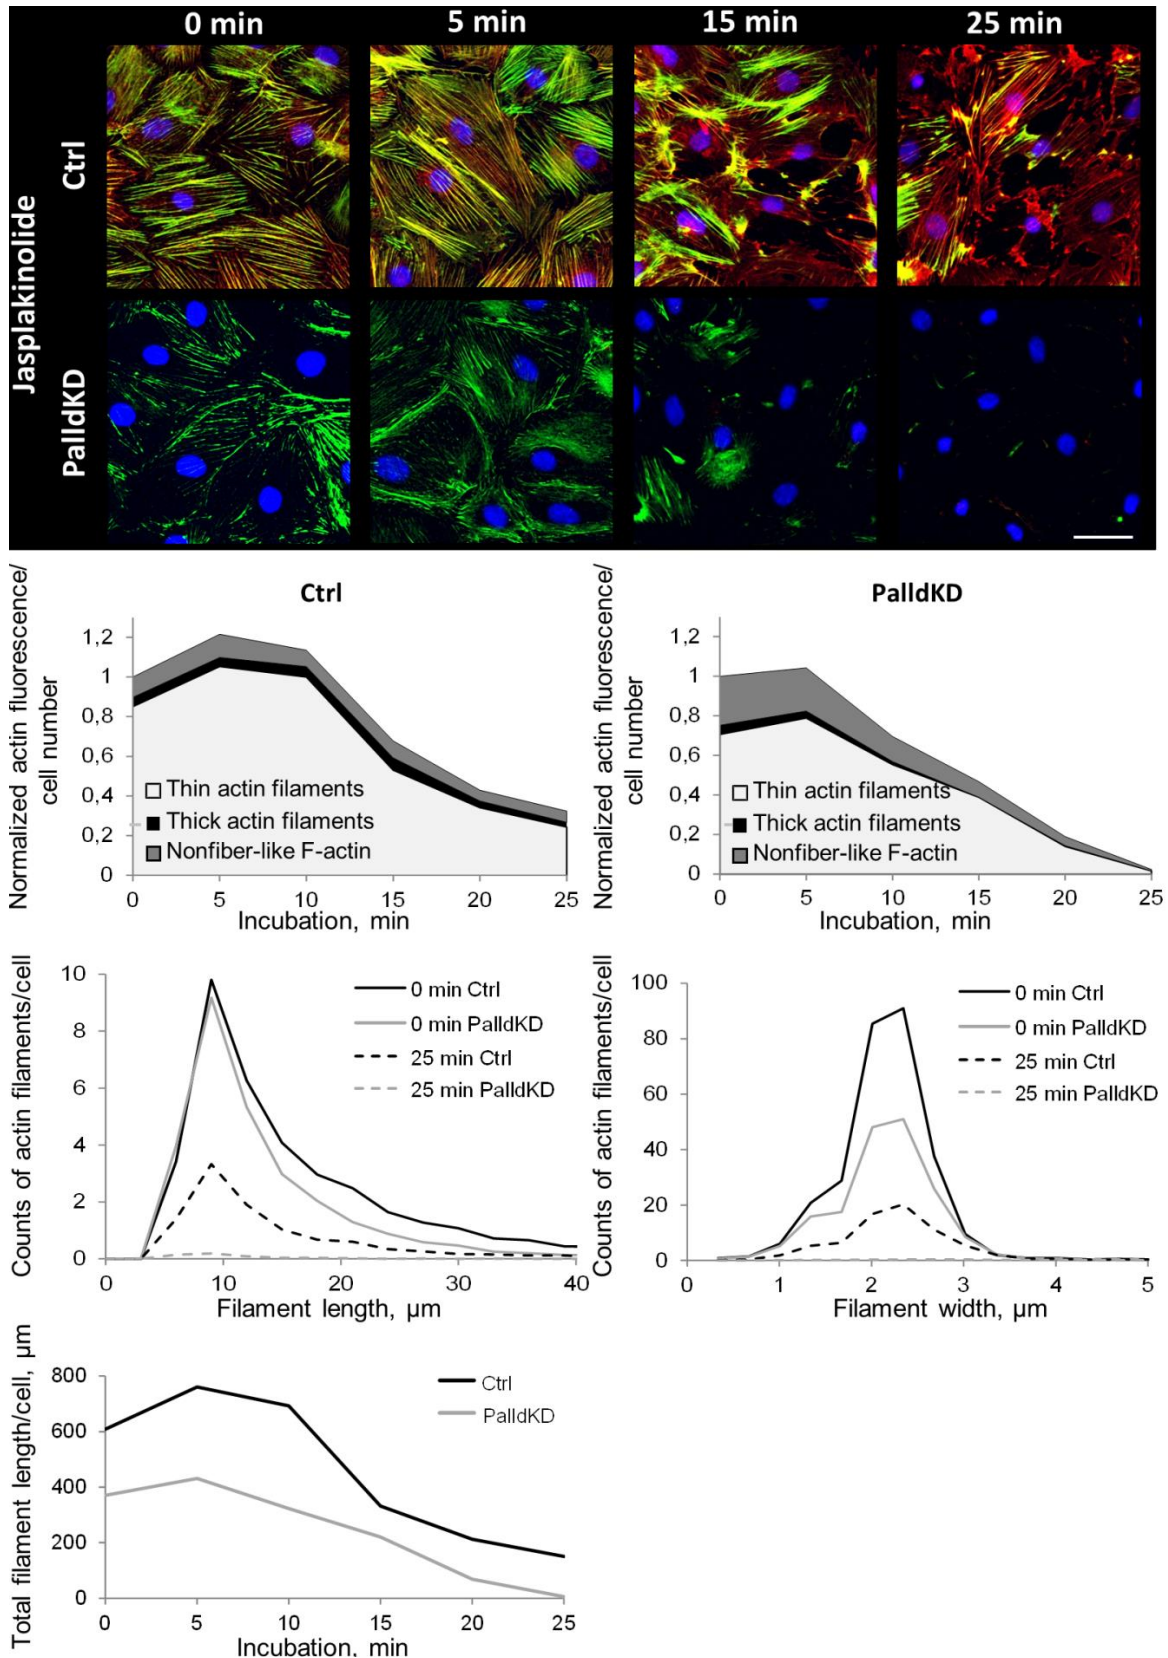 0 min 5 min 15 min 25 min
Jasplakinolide
Ctrl
PalldKD
Ctrl
Normalized actin fluorescence/
cell number
1,2
1
0,8
0,6
0,4
0,2
0
Thin actin filaments
Thick actin filaments
Nonfiber-like F-actin
0 5 10 15 20 25
Incubation, min
PalldKD
Normalized actin fluorescence/
cell number
1,2
1
0,8
0,6
0,4
0,2
0
Thin actin filaments
Thick actin filaments
Nonfiber-like F-actin
0 5 10 15 20 25
Incubation, min
Counts of actin filaments/cell
10
8
6
4
2
0
0 min Ctrl
0 min PalldKD
25 min Ctrl
25 min PalldKD
0 10 20 30 40
Filament length, µm
Counts of actin filaments/cell
100
80
60
40
20
0
0 min Ctrl
0 min PalldKD
25 min Ctrl
25 min PalldKD
0 1 2 3 4 5
Filament width, µm
Total filament length/cell, µm
800
600
400
200
0
Ctrl
PalldKD
0 5 10 15 20 25
Incubation, min